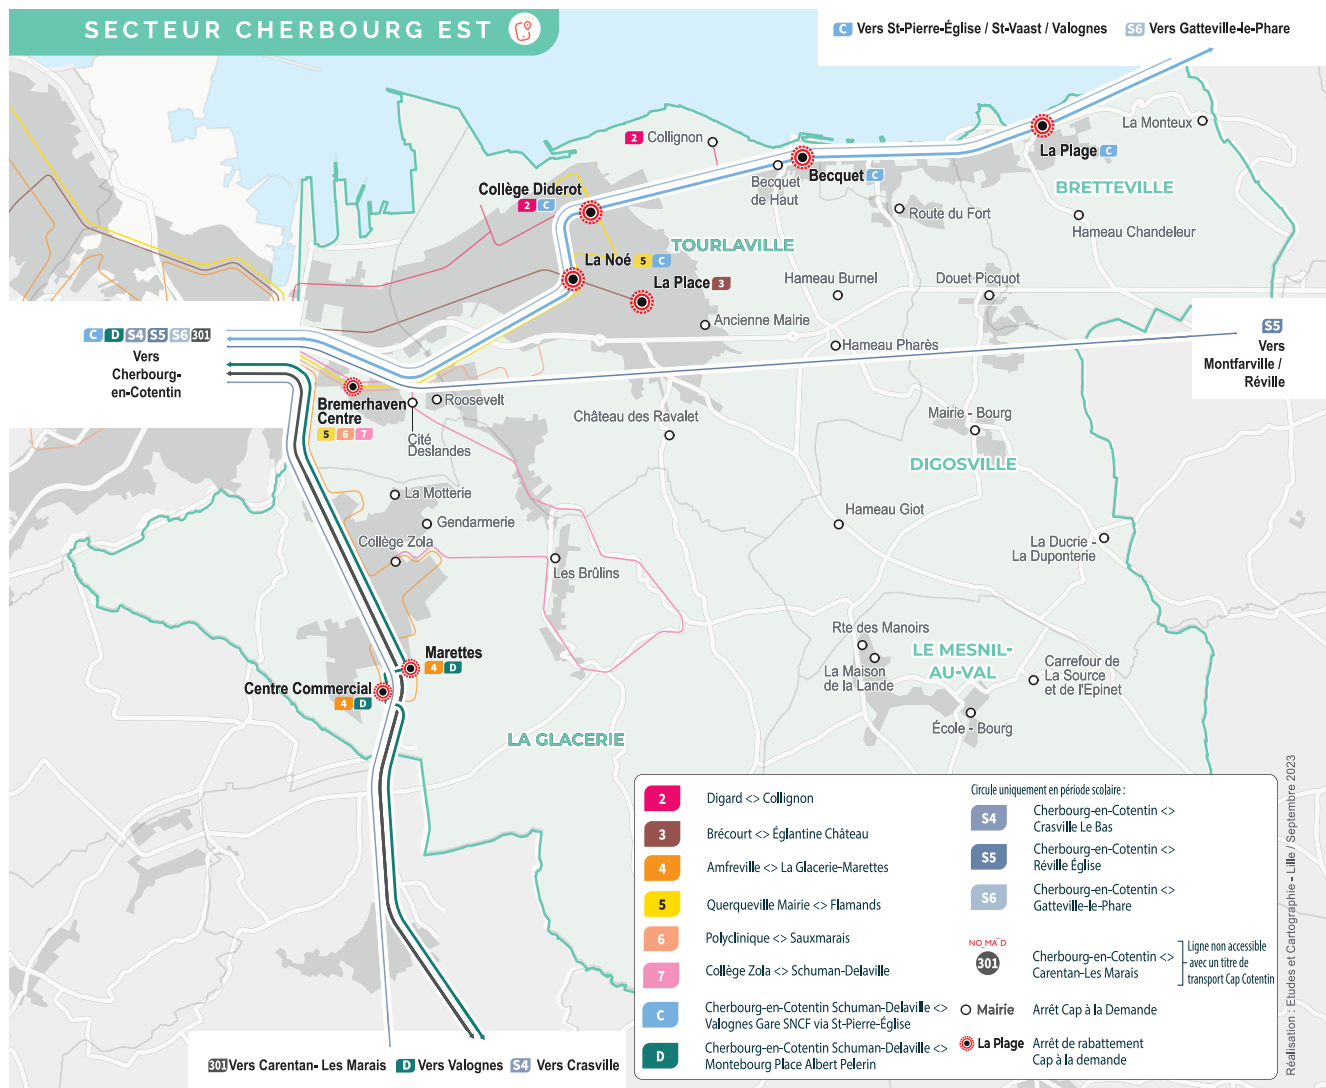 SECTEUR CHERBOURG EST
C Vers St-Pierre-Église / St-Vaast / Valognes S6 Vers Gatteville-le-Phare
La Monteux
2 Collignon
La Plage C
Becquet C
Becquet
de Haut
BRETTEVILLE
Collège Diderot
2 C
Route du Fort
Hameau Chandeleur
TOURLAVILLE
La Noé 5 C
La Place 3
Hameau Burnel
Douet Picquot
Ancienne Mairie
Hameau Pharès
C D S4 S5 S6 301
Vers
Cherbourg-
en-Cotentin
S5
Vers
Montfarville /
Réville
Bremerhaven
Centre
5 6 7
Roosevelt
Cité
Deslandes
Château des Ravalet
Mairie - Bourg
DIGOSVILLE
La Motterie
Gendarmerie
Collège Zola
Hameau Giot
La Ducrie -
La Duponterie
Les Brûlins
Rte des Manoirs
La Maison
de la Lande
LE MESNIL-
AU-VAL
Carrefour de
La Source
et de l'Epinet
École - Bourg
Marettes
4 D
Centre Commercial
4 D
LA GLACERIE
2 Digard <> Collignon
3 Brécourt <> Églantine Château
4 Amfreville <> La Glacerie-Marettes
5 Querqueville Mairie <> Flamands
6 Polyclinique <> Sauxmarais
7 Collège Zola <> Schuman-Delaville
C Cherbourg-en-Cotentin Schuman-Delaville <>
Valognes Gare SNCF via St-Pierre-Église
D Cherbourg-en-Cotentin Schuman-Delaville <>
Montebourg Place Albert Pelerin
Circule uniquement en période scolaire :
S4 Cherbourg-en-Cotentin <>
Crasville Le Bas
S5 Cherbourg-en-Cotentin <>
Réville Église
S6 Cherbourg-en-Cotentin <>
Gatteville-le-Phare
NOMAD
301 Cherbourg-en-Cotentin <>
Carentan-Les Marais
Ligne non accessible
avec un titre de
transport Cap Cotentin
Mairie Arrêt Cap à la Demande
La Plage Arrêt de rabattement
Cap à la demande
301 Vers Carentan- Les Marais D Vers Valognes S4 Vers Crasville
Réalisation : Etudes et Cartographie - Lille / Septembre 2023